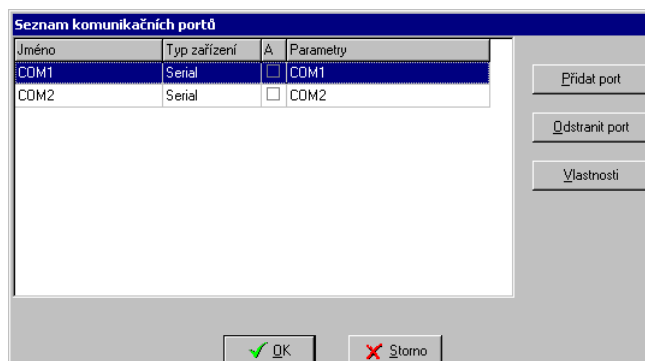 Seznam komunikačních portů
Jméno Typ zařízení A Parametry
COM1 Serial COM1
COM2 Serial COM2
Přidat port
Odstranit port
Vlastnosti
OK Storno